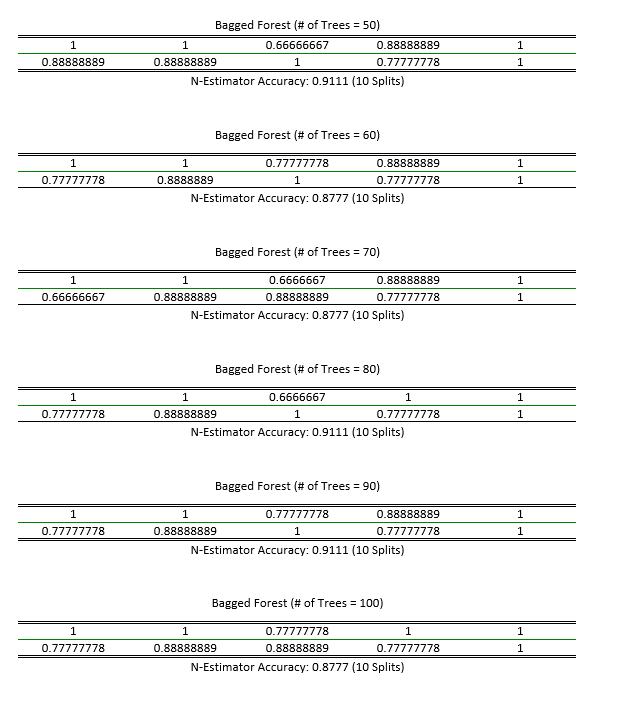 Bagged Forest (# of Trees = 50)
1 1 0.66666667 0.88888889 1
0.88888889 0.88888889 1 0.77777778 1
N-Estimator Accuracy: 0.9111 (10 Splits)
Bagged Forest (# of Trees = 60)
1 1 0.77777778 0.88888889 1
0.77777778 0.8888889 1 0.77777778 1
N-Estimator Accuracy: 0.8777 (10 Splits)
Bagged Forest (# of Trees = 70)
1 1 0.6666667 0.88888889 1
0.66666667 0.88888889 0.88888889 0.77777778 1
N-Estimator Accuracy: 0.8777 (10 Splits)
Bagged Forest (# of Trees = 80)
1 1 0.6666667 1 1
0.77777778 0.88888889 1 0.77777778 1
N-Estimator Accuracy: 0.9111 (10 Splits)
Bagged Forest (# of Trees = 90)
1 1 0.77777778 0.88888889 1
0.77777778 0.88888889 1 0.77777778 1
N-Estimator Accuracy: 0.9111 (10 Splits)
Bagged Forest (# of Trees = 100)
1 1 0.77777778 1 1
0.77777778 0.88888889 0.88888889 0.77777778 1
N-Estimator Accuracy: 0.8777 (10 Splits)